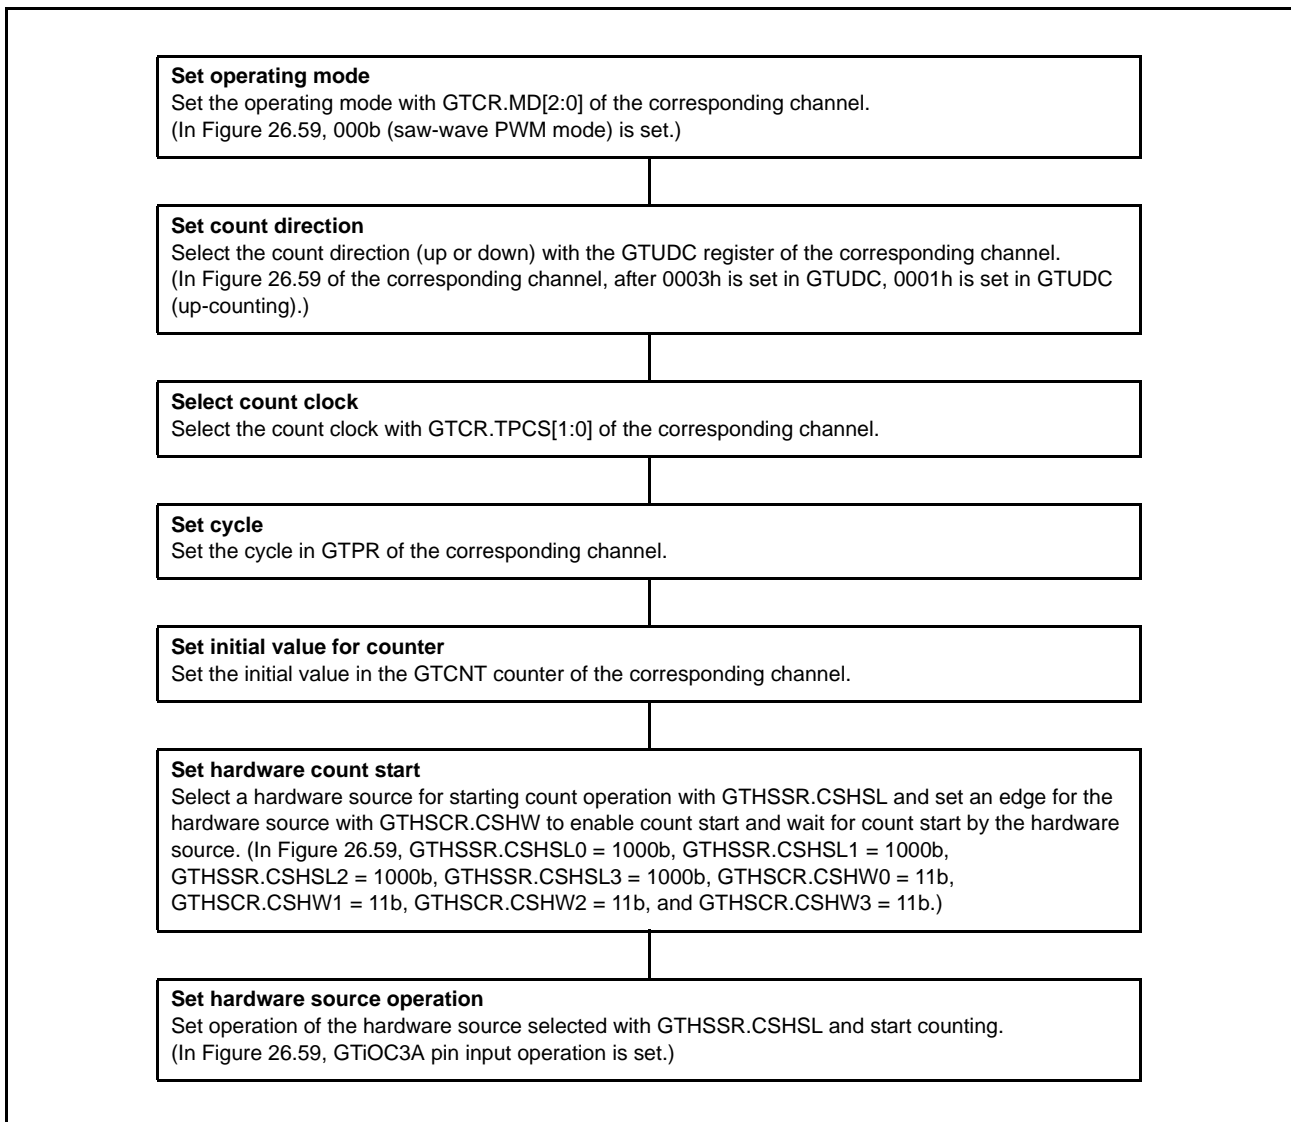 Set operating mode
Set the operating mode with GTCR.MD[2:0] of the corresponding channel.
(In Figure 26.59, 000b (saw-wave PWM mode) is set.)
Set count direction
Select the count direction (up or down) with the GTUDC register of the corresponding channel.
(In Figure 26.59 of the corresponding channel, after 0003h is set in GTUDC, 0001h is set in GTUDC
(up-counting).)
Select count clock
Select the count clock with GTCR.TPCS[1:0] of the corresponding channel.
Set cycle
Set the cycle in GTPR of the corresponding channel.
Set initial value for counter
Set the initial value in the GTCNT counter of the corresponding channel.
Set hardware count start
Select a hardware source for starting count operation with GTHSSR.CSHSL and set an edge for the
hardware source with GTHSCR.CSHW to enable count start and wait for count start by the hardware
source. (In Figure 26.59, GTHSSR.CSHSL0 = 1000b, GTHSSR.CSHSL1 = 1000b,
GTHSSR.CSHSL2 = 1000b, GTHSSR.CSHSL3 = 1000b, GTHSCR.CSHW0 = 11b,
GTHSCR.CSHW1 = 11b, GTHSCR.CSHW2 = 11b, and GTHSCR.CSHW3 = 11b.)
Set hardware source operation
Set operation of the hardware source selected with GTHSSR.CSHSL and start counting.
(In Figure 26.59, GTiOC3A pin input operation is set.)